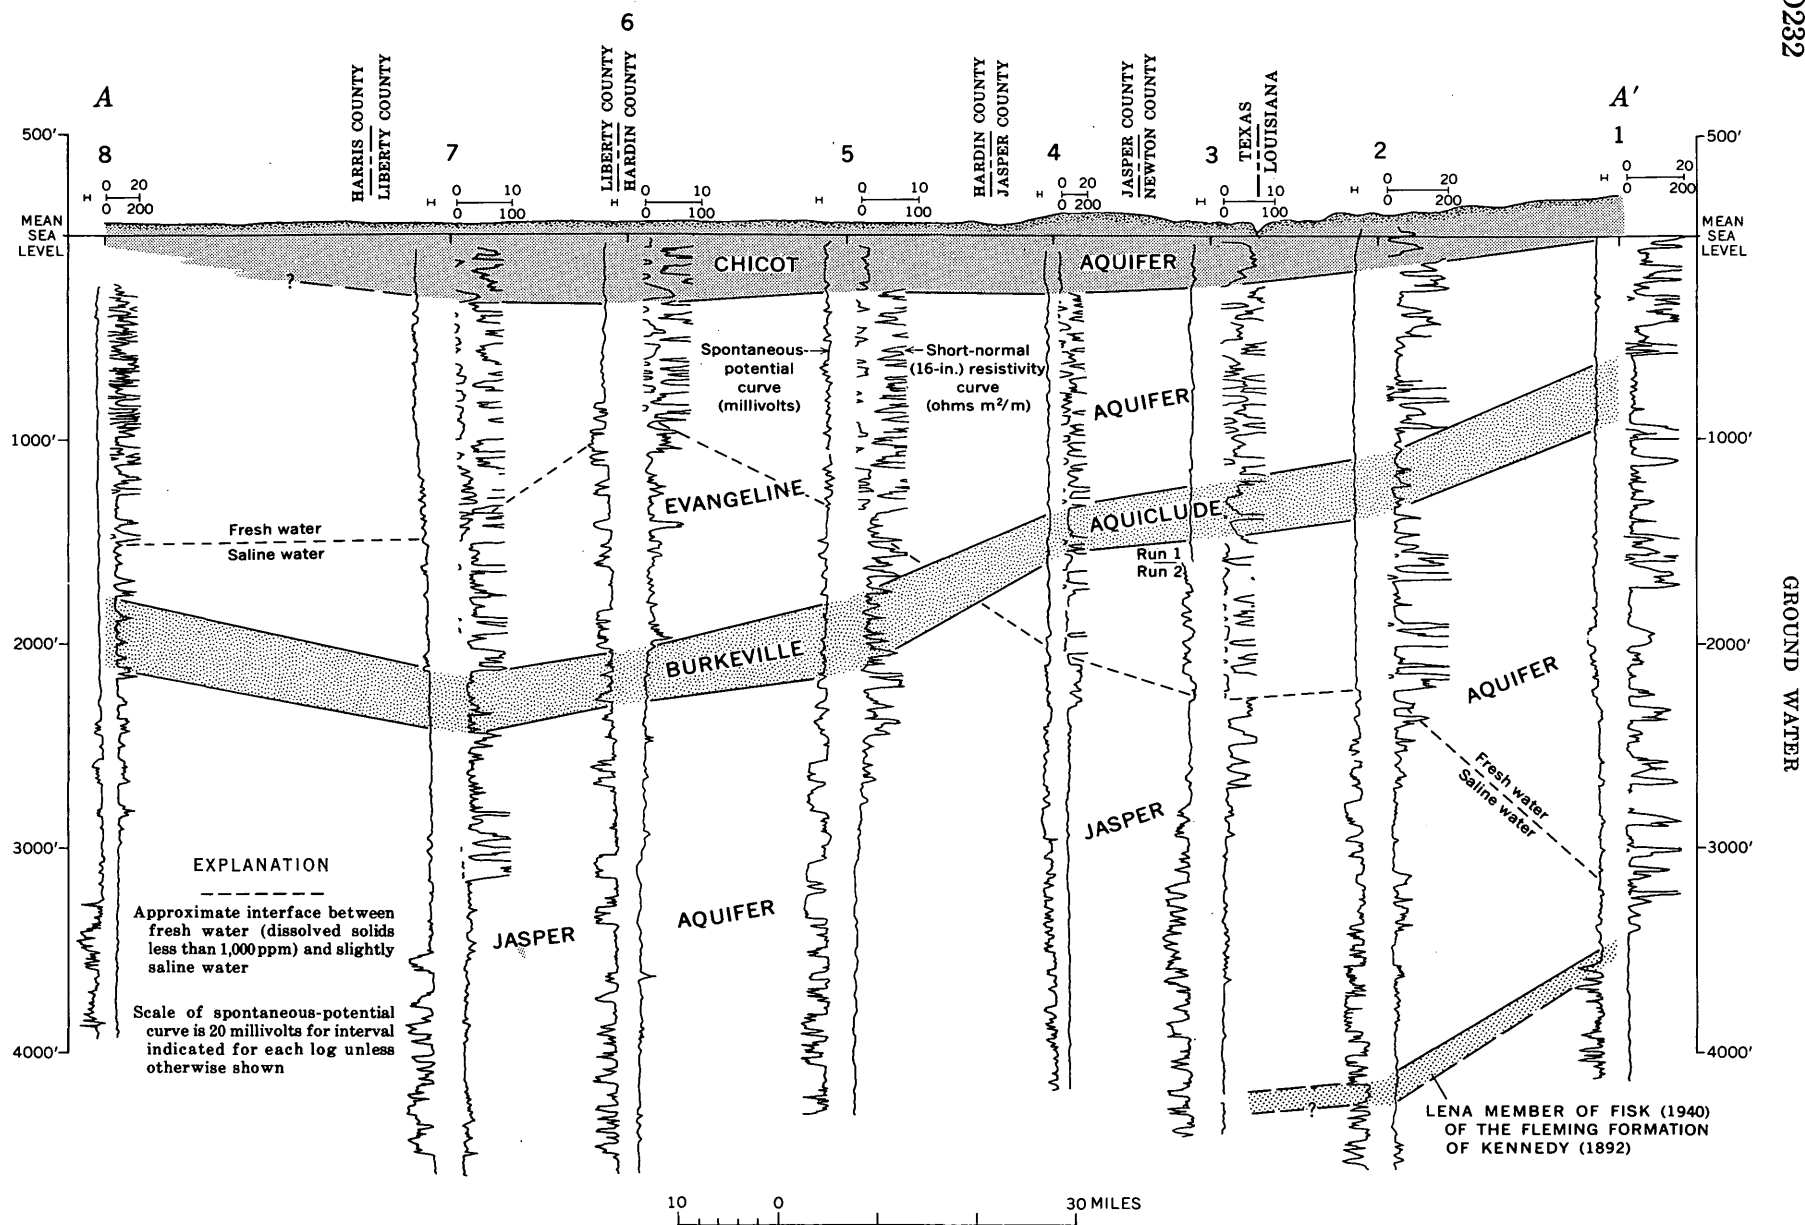 D232
6
A
A'
HARRIS COUNTY
LIBERTY COUNTY
LIBERTY COUNTY
HARDIN COUNTY
HARDIN COUNTY
JASPER COUNTY
JASPER COUNTY
NEWTON COUNTY
TEXAS
LOUISIANA
500'
500'
8
7
5
4
3
2
1
H
0 20
0 200
H
0 10
0 100
H
0 10
0 100
H
0 10
0 100
H
0 20
0 200
H
0 10
0 100
H
0 20
0 200
H
0 20
0 200
MEAN
SEA
LEVEL
MEAN
SEA
LEVEL
CHICOT
AQUIFER
?
Spontaneous-
potential
curve
(millivolts)
Short-normal
(16-in.) resistivity
curve
(ohms m²/m)
AQUIFER
1000'
1000'
EVANGELINE
Fresh water
Saline water
AQUICLUDE
Run 1
Run 2
2000'
2000'
BURKEVILLE
AQUIFER
Fresh water
Saline water
JASPER
3000'
3000'
JASPER
AQUIFER
EXPLANATION
Approximate interface between
fresh water (dissolved solids
less than 1,000 ppm) and slightly
saline water
Scale of spontaneous-potential
curve is 20 millivolts for interval
indicated for each log unless
otherwise shown
4000'
4000'
?
LENA MEMBER OF FISK (1940)
OF THE FLEMING FORMATION
OF KENNEDY (1892)
10 0 30 MILES
GROUND WATER